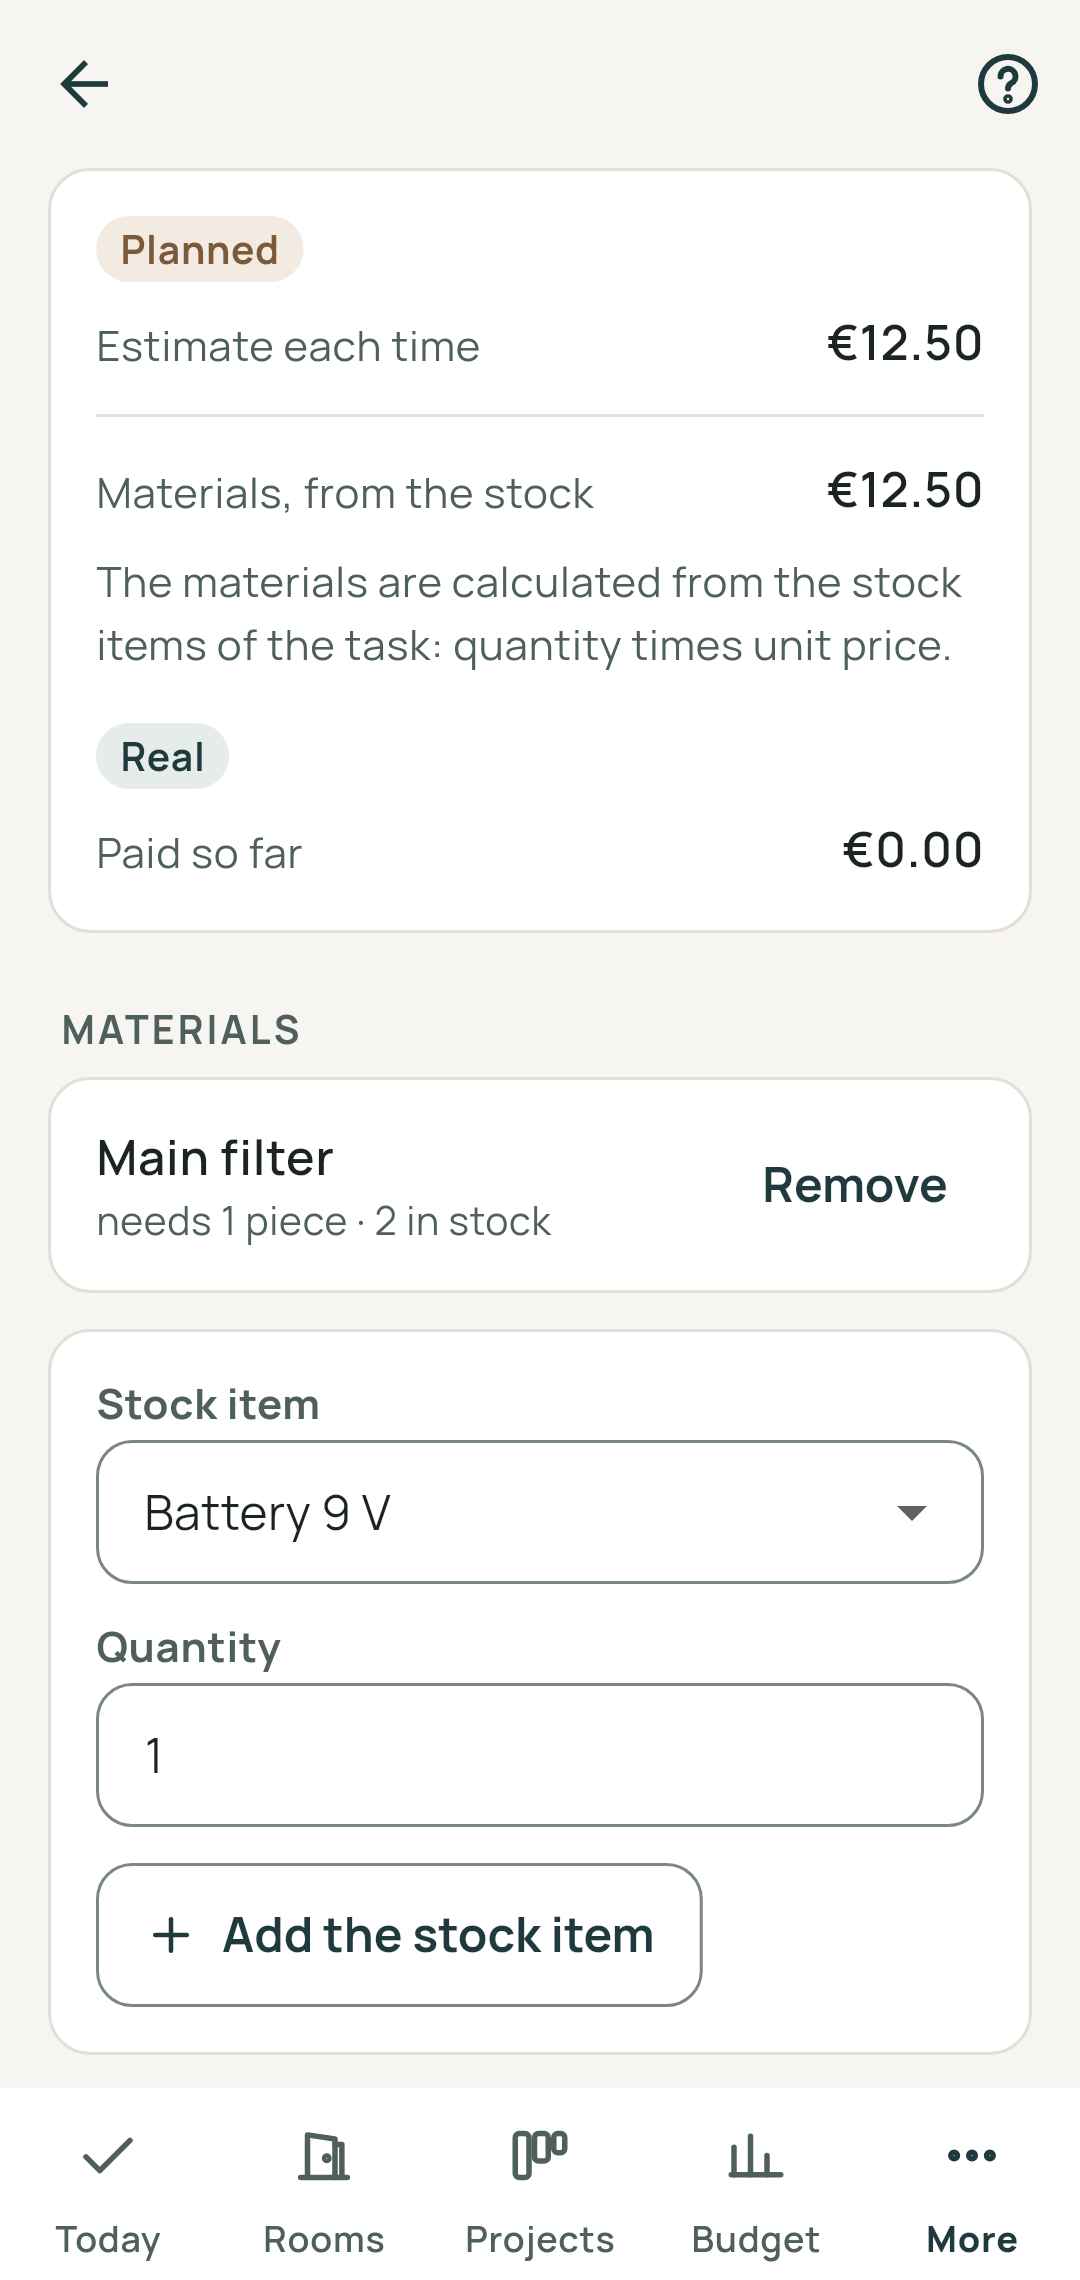 Planned
Estimate each time €12.50
Materials, from the stock €12.50
The materials are calculated from the stock
items of the task: quantity times unit price.
Real
Paid so far €0.00
MATERIALS
Main filter
needs 1 piece · 2 in stock
Remove
Stock item
Battery 9 V
Quantity
1
+ Add the stock item
Today Rooms Projects Budget More